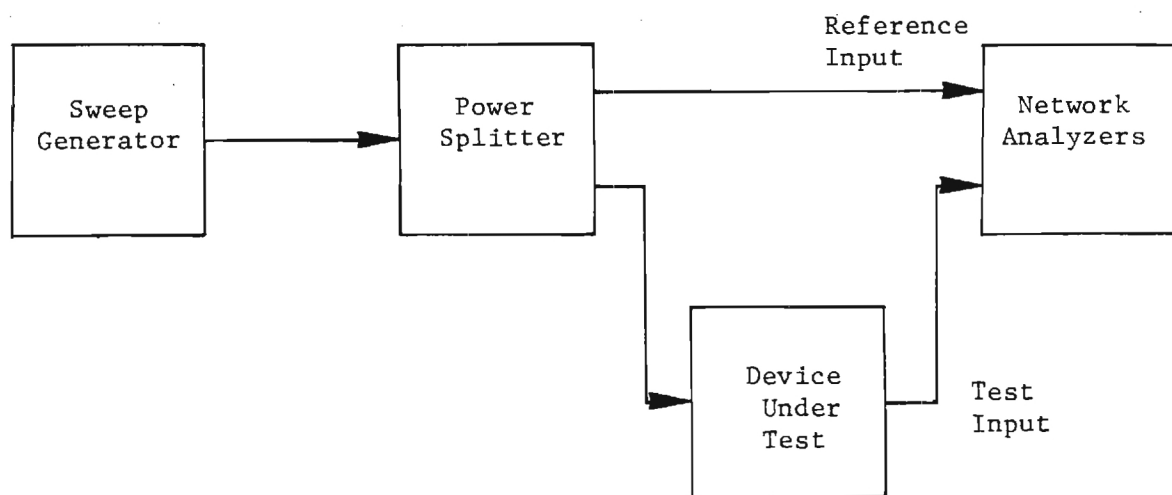 Reference
Input
Sweep
Generator
Power
Splitter
Network
Analyzers
Device
Under
Test
Test
Input